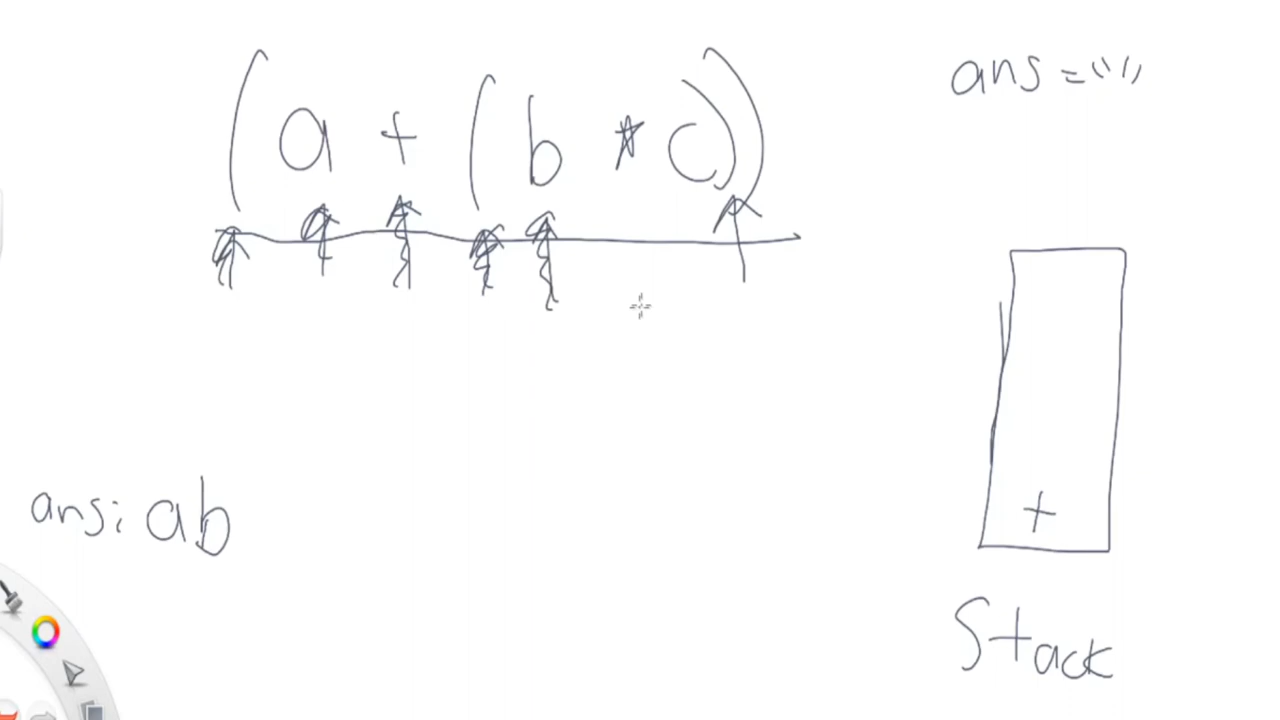 (a + (b * c))
ans = ""
+
ans: ab
Stack